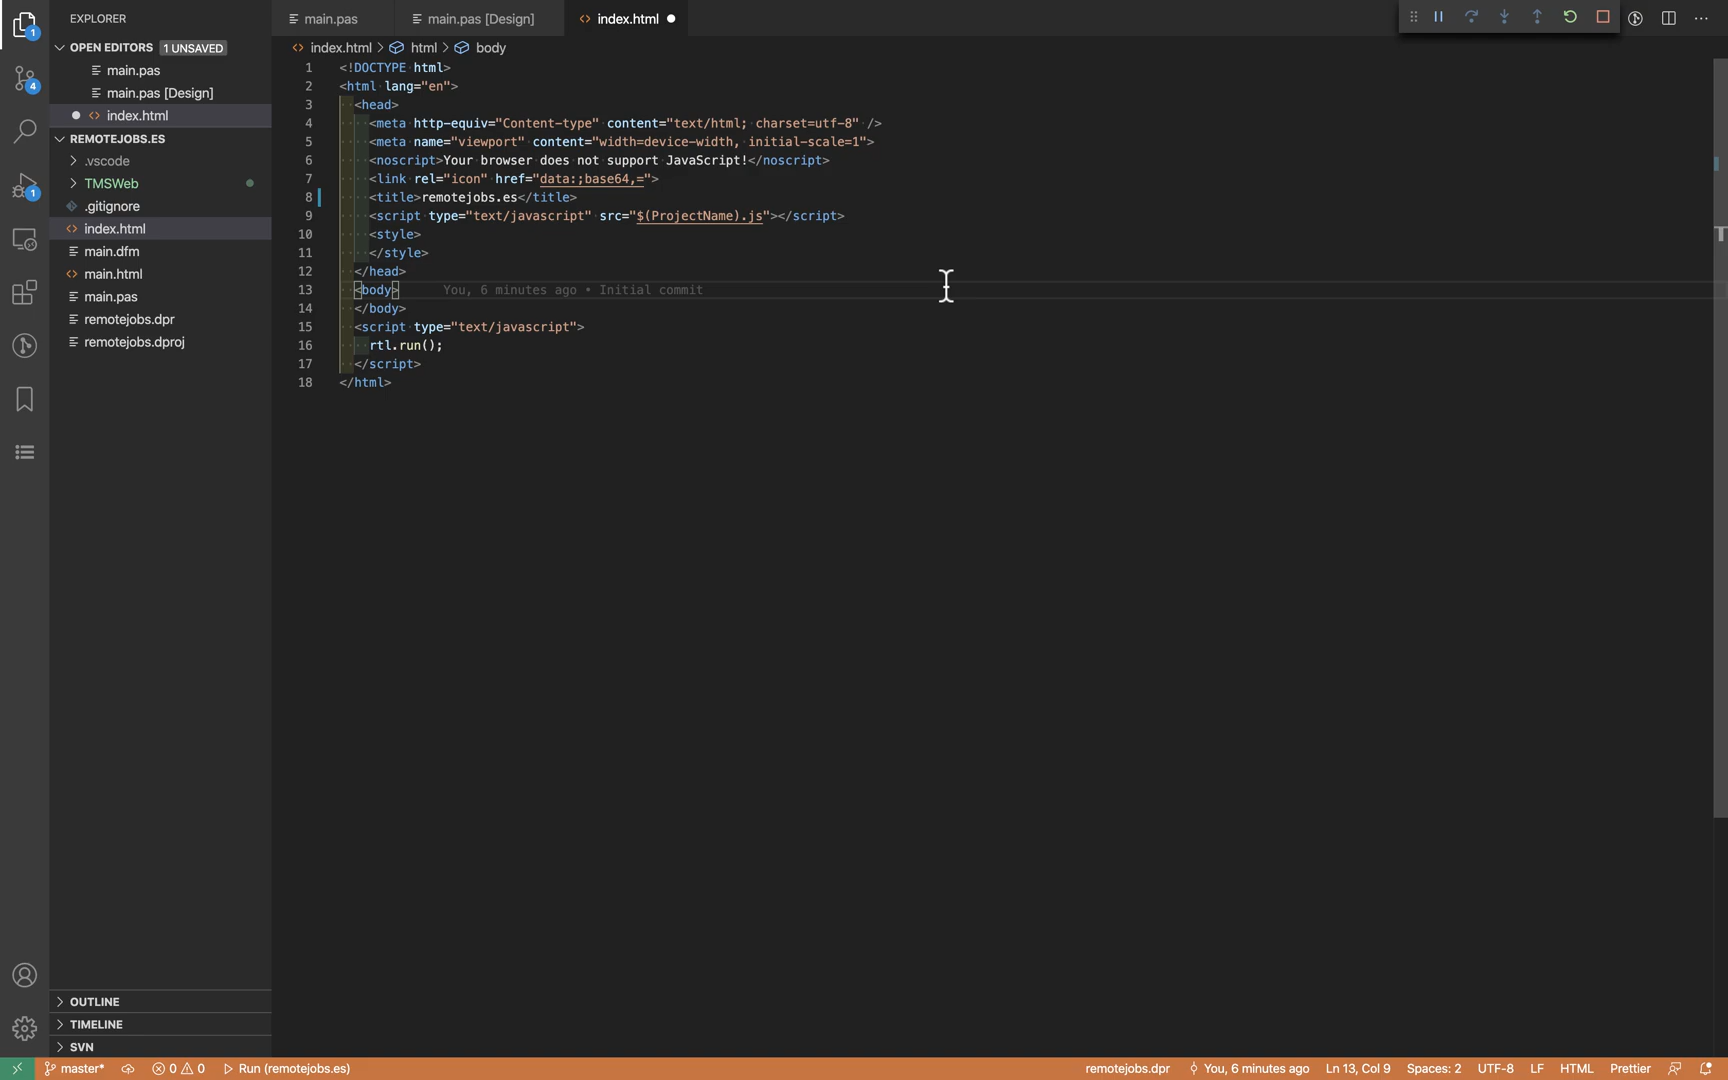 EXPLORER
OPEN EDITORS 1 UNSAVED
main.pas
main.pas [Design]
index.html
REMOTEJOBS.ES
.vscode
TMSWeb
.gitignore
index.html
main.dfm
main.html
main.pas
remotejobs.dpr
remotejobs.dproj
OUTLINE
TIMELINE
SVN
1
4
1
main.pas
main.pas [Design]
index.html
index.html > html > body
1 <!DOCTYPE html>
2 <html lang="en">
3 <head>
4 <meta http-equiv="Content-type" content="text/html; charset=utf-8" />
5 <meta name="viewport" content="width=device-width, initial-scale=1">
6 <noscript>Your browser does not support JavaScript!</noscript>
7 <link rel="icon" href="data:;base64,=">
8 <title>remotejobs.es</title>
9 <script type="text/javascript" src="$(ProjectName).js"></script>
10 <style>
11 </style>
12 </head>
13 <body> You, 6 minutes ago • Initial commit
14 </body>
15 <script type="text/javascript">
16 rtl.run();
17 </script>
18 </html>
master* 0 0 Run (remotejobs.es) remotejobs.dpr You, 6 minutes ago Ln 13, Col 9 Spaces: 2 UTF-8 LF HTML Prettier